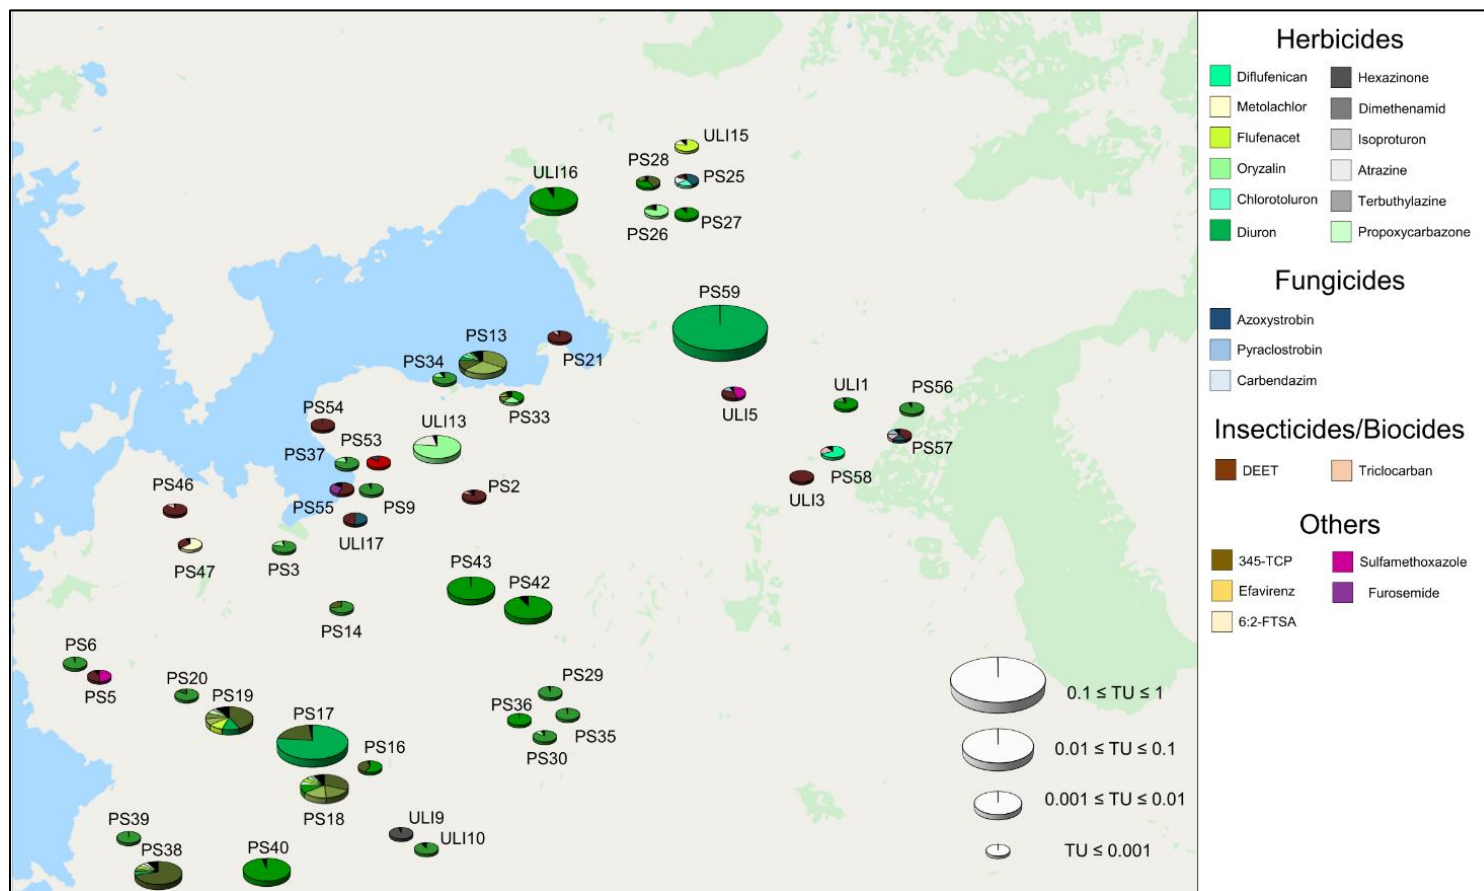 ULI15
PS28
PS25
ULI16
PS26
PS27
PS59
PS13
PS21
PS34
PS33
ULI5
ULI1
PS56
PS57
PS58
ULI3
PS54
ULI13
PS53
PS37
PS2
PS46
PS55
PS9
ULI17
PS47
PS3
PS43
PS42
PS14
PS6
PS5
PS20
PS19
PS17
PS16
PS18
PS29
PS36
PS35
PS30
PS39
PS38
PS40
ULI9
ULI10
0.1 ≤ TU ≤ 1
0.01 ≤ TU ≤ 0.1
0.001 ≤ TU ≤ 0.01
TU ≤ 0.001
Herbicides
Diflufenican Hexazinone
Metolachlor Dimethenamid
Flufenacet Isoproturon
Oryzalin Atrazine
Chlorotoluron Terbuthylazine
Diuron Propoxycarbazone
Fungicides
Azoxystrobin
Pyraclostrobin
Carbendazim
Insecticides/Biocides
DEET Triclocarban
Others
345-TCP Sulfamethoxazole
Efavirenz Furosemide
6:2-FTSA